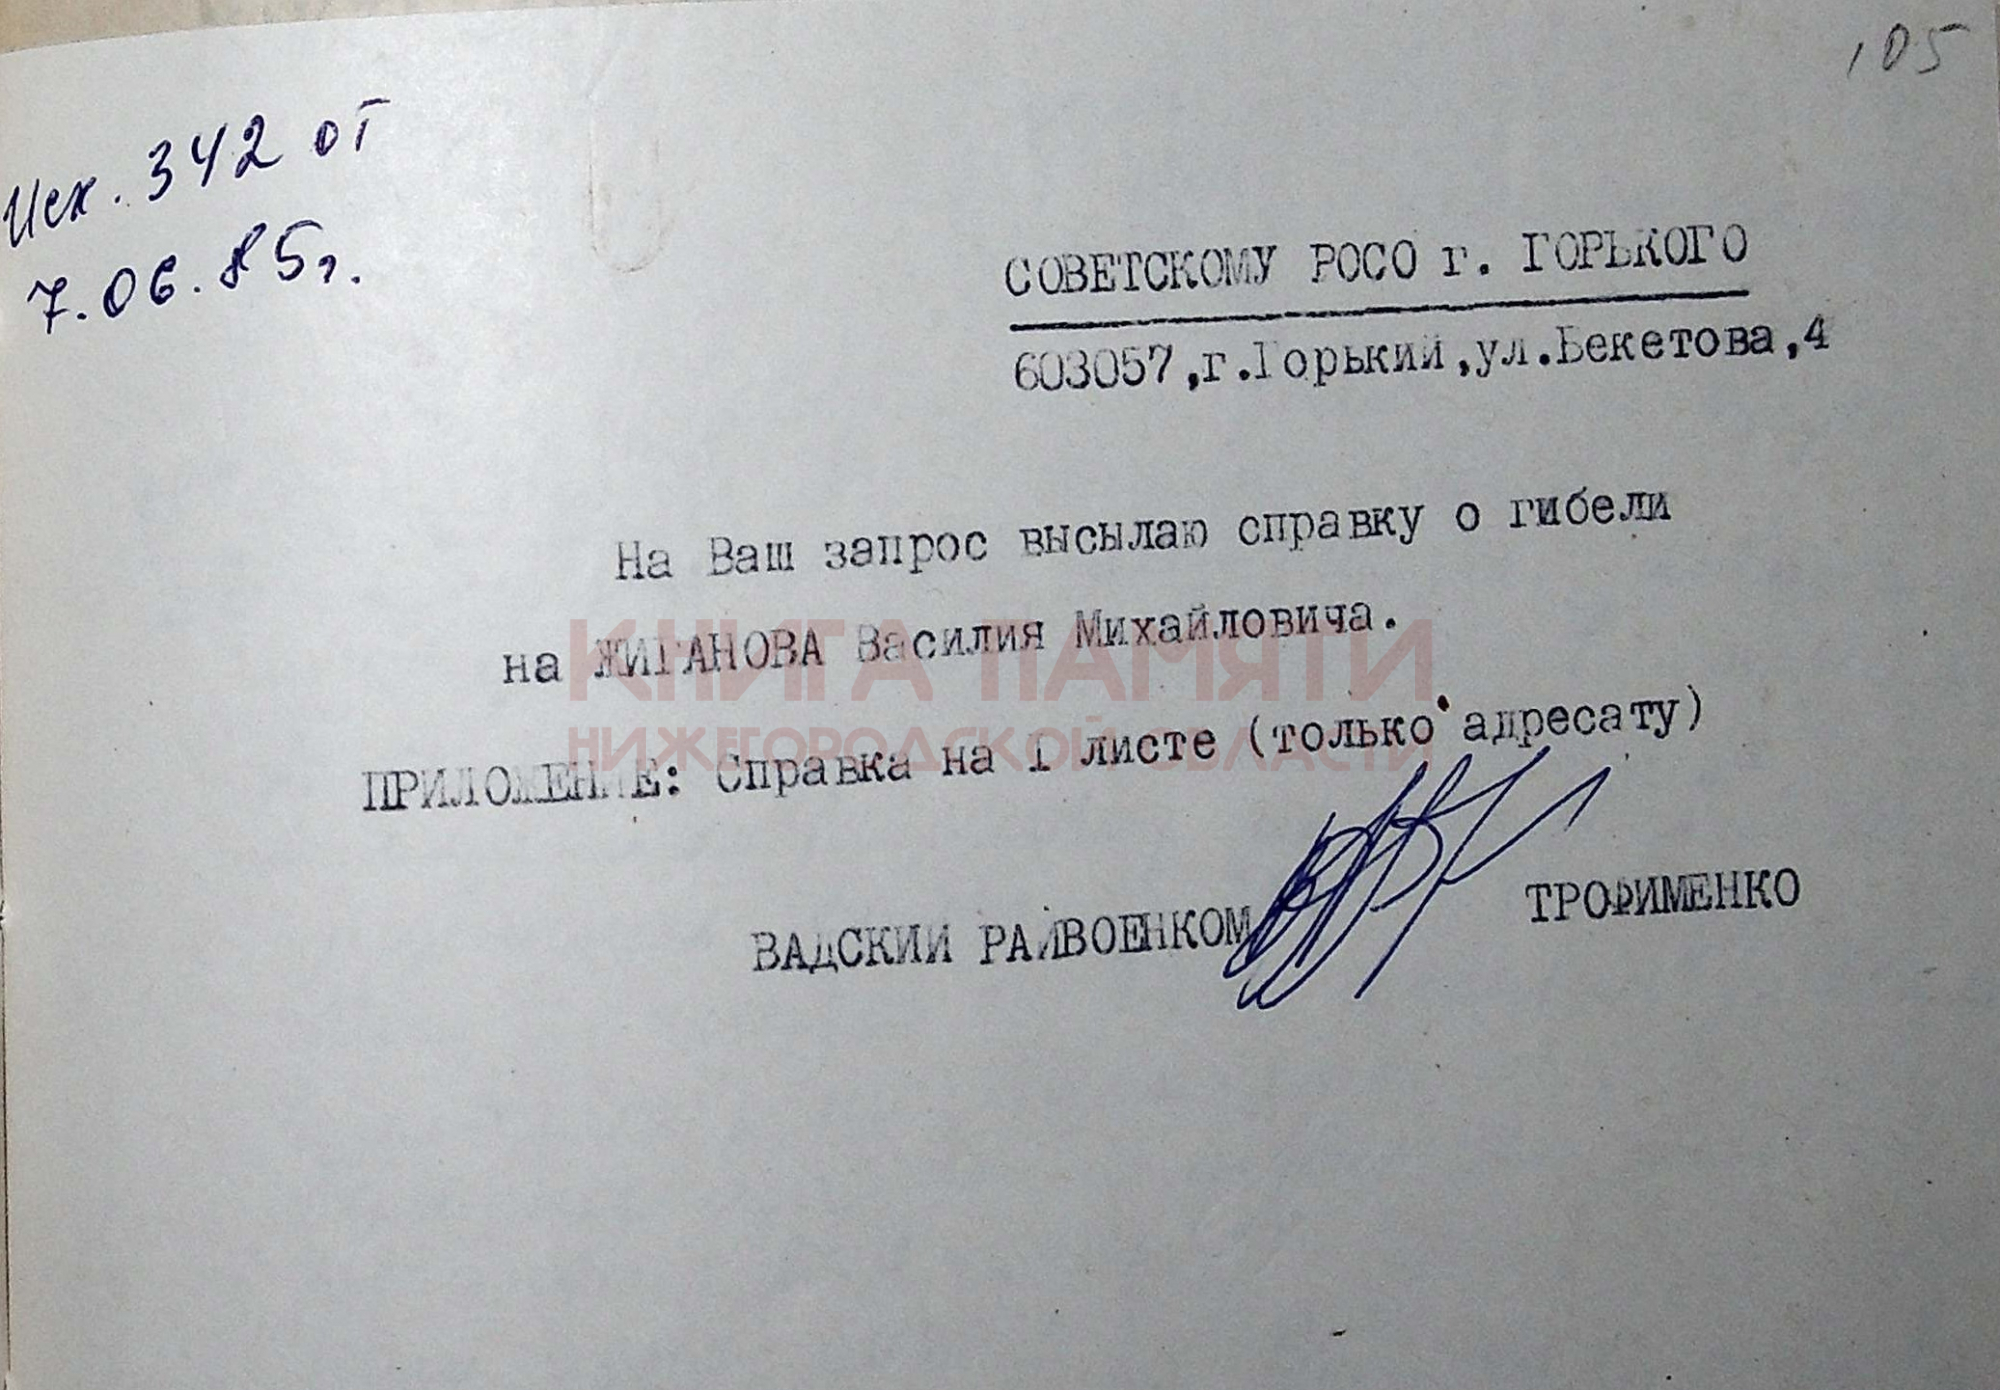 105
Исх. 342 от
7.06.85г.
СОВЕТСКОМУ РОСО г. ГОРЬКОГО
603057,г.Горький,ул.Бекетова,4
На Ваш запрос высылаю справку о гибели
на ЖИГАНОВА Василия Михайловича.
КНИГА ПАМЯТИ
НИЖЕГОРОДСКОЙ ОБЛАСТИ
ПРИЛОЖЕНИЕ: Справка на I листе (только адресату)
ВАДСКИЙ РАЙВОЕНКОМ ТРОФИМЕНКО